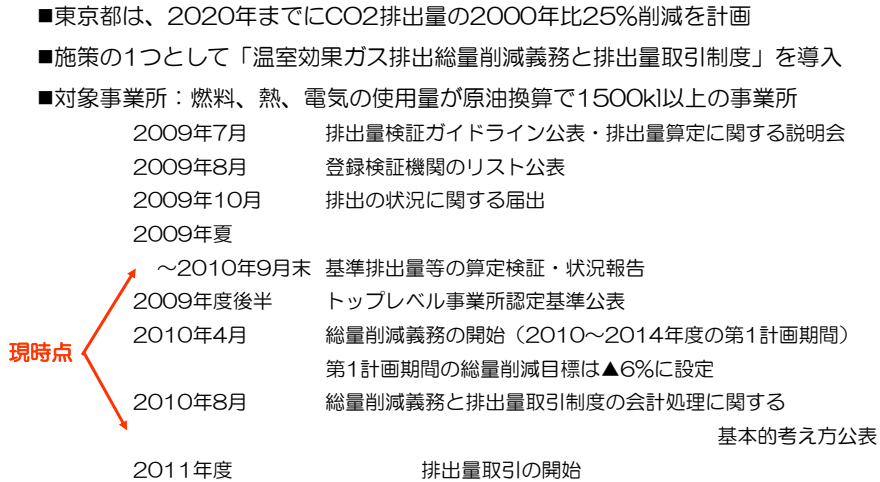 ■東京都は、2020年までにCO2排出量の2000年比25%削減を計画
■施策の1つとして「温室効果ガス排出総量削減義務と排出量取引制度」を導入
■対象事業所：燃料、熱、電気の使用量が原油換算で1500kl以上の事業所
2009年7月 排出量検証ガイドライン公表・排出量算定に関する説明会
2009年8月 登録検証機関のリスト公表
2009年10月 排出の状況に関する届出
2009年夏
～2010年9月末 基準排出量等の算定検証・状況報告
2009年度後半 トップレベル事業所認定基準公表
2010年4月 総量削減義務の開始（2010～2014年度の第1計画期間）
現時点
第1計画期間の総量削減目標は▲6%に設定
2010年8月 総量削減義務と排出量取引制度の会計処理に関する
基本的考え方公表
2011年度 排出量取引の開始